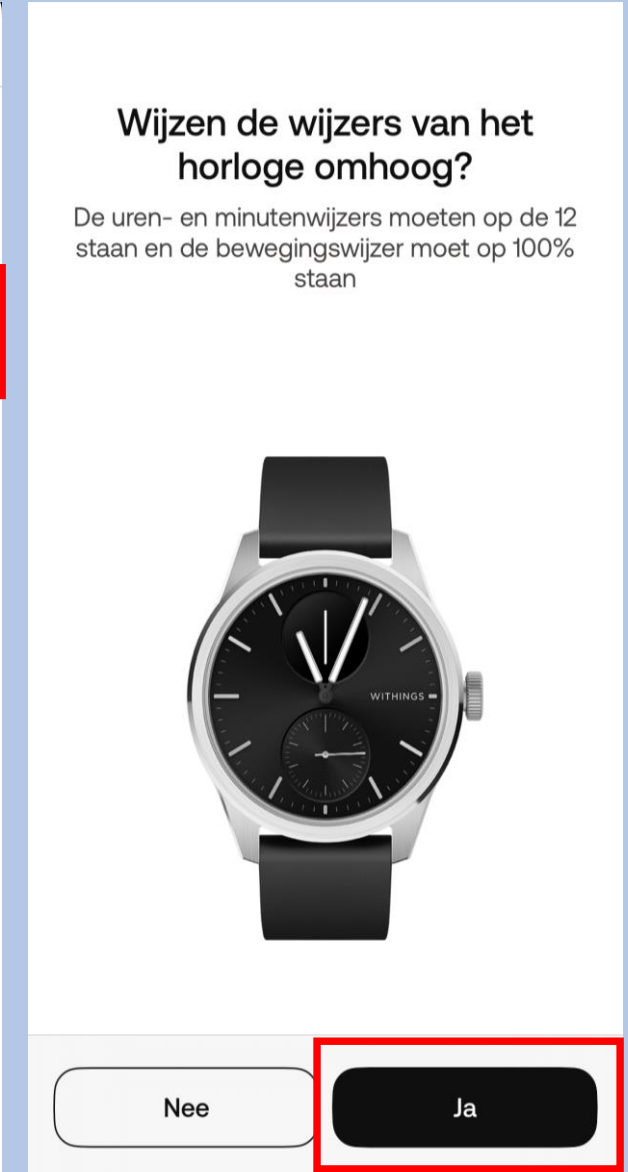 Wijzen de wijzers van het
horloge omhoog?
De uren- en minutenwijzers moeten op de 12
staan en de bewegingswijzer moet op 100%
staan
WITHINGS
Nee
Ja